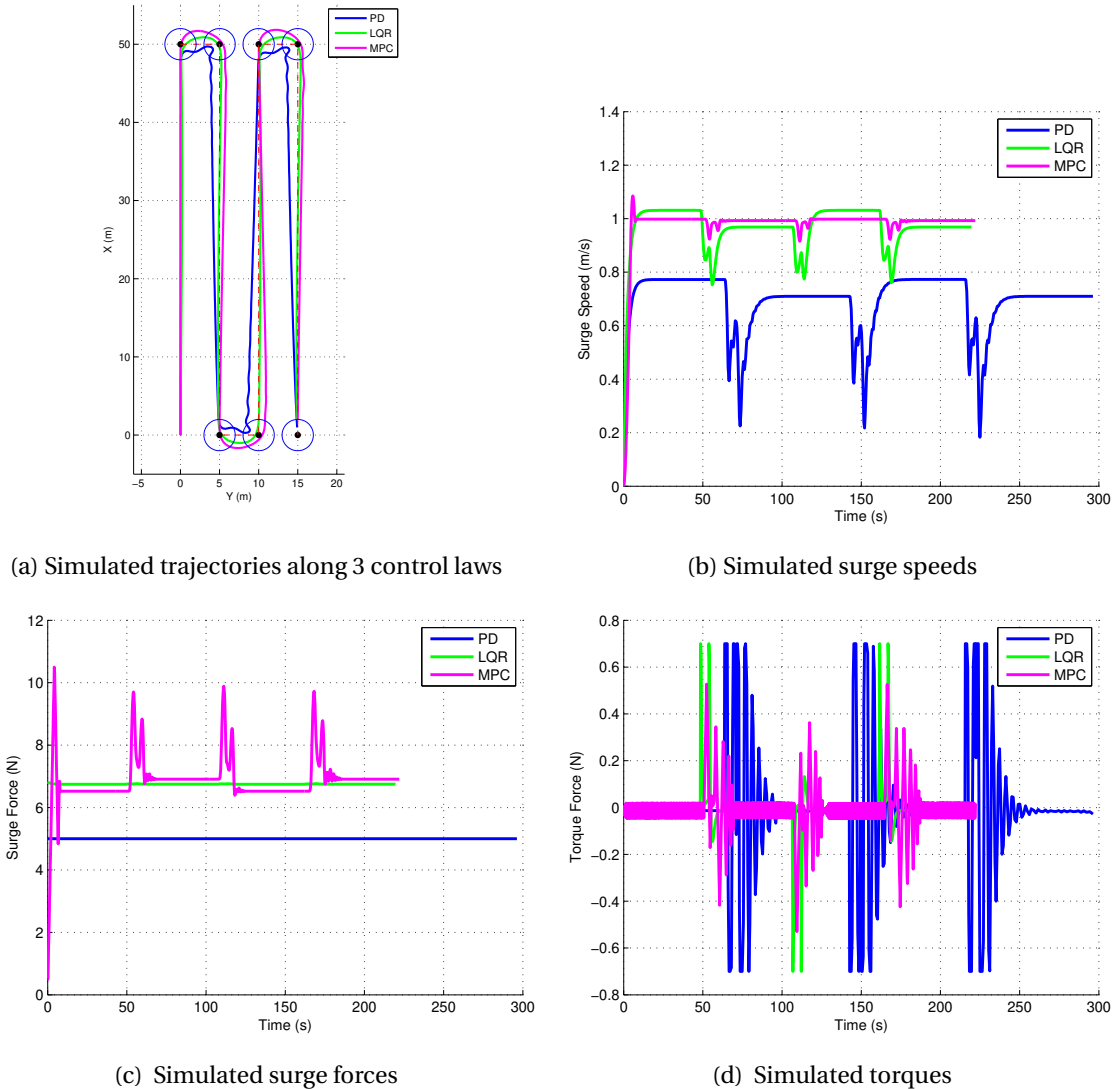 50
40
30
20
10
0
X (m)
−5 0 5 10 15 20
Y (m)
PD
LQR
MPC
(a) Simulated trajectories along 3 control laws
1.4
1.2
1
0.8
0.6
0.4
0.2
0
Surge Speed (m/s)
0 50 100 150 200 250 300
Time (s)
PD
LQR
MPC
(b) Simulated surge speeds
12
10
8
6
4
2
0
Surge Force (N)
0 50 100 150 200 250 300
Time (s)
PD
LQR
MPC
(c) Simulated surge forces
0.8
0.6
0.4
0.2
0
−0.2
−0.4
−0.6
−0.8
Torque Force (N)
0 50 100 150 200 250 300
Time (s)
PD
LQR
MPC
(d) Simulated torques